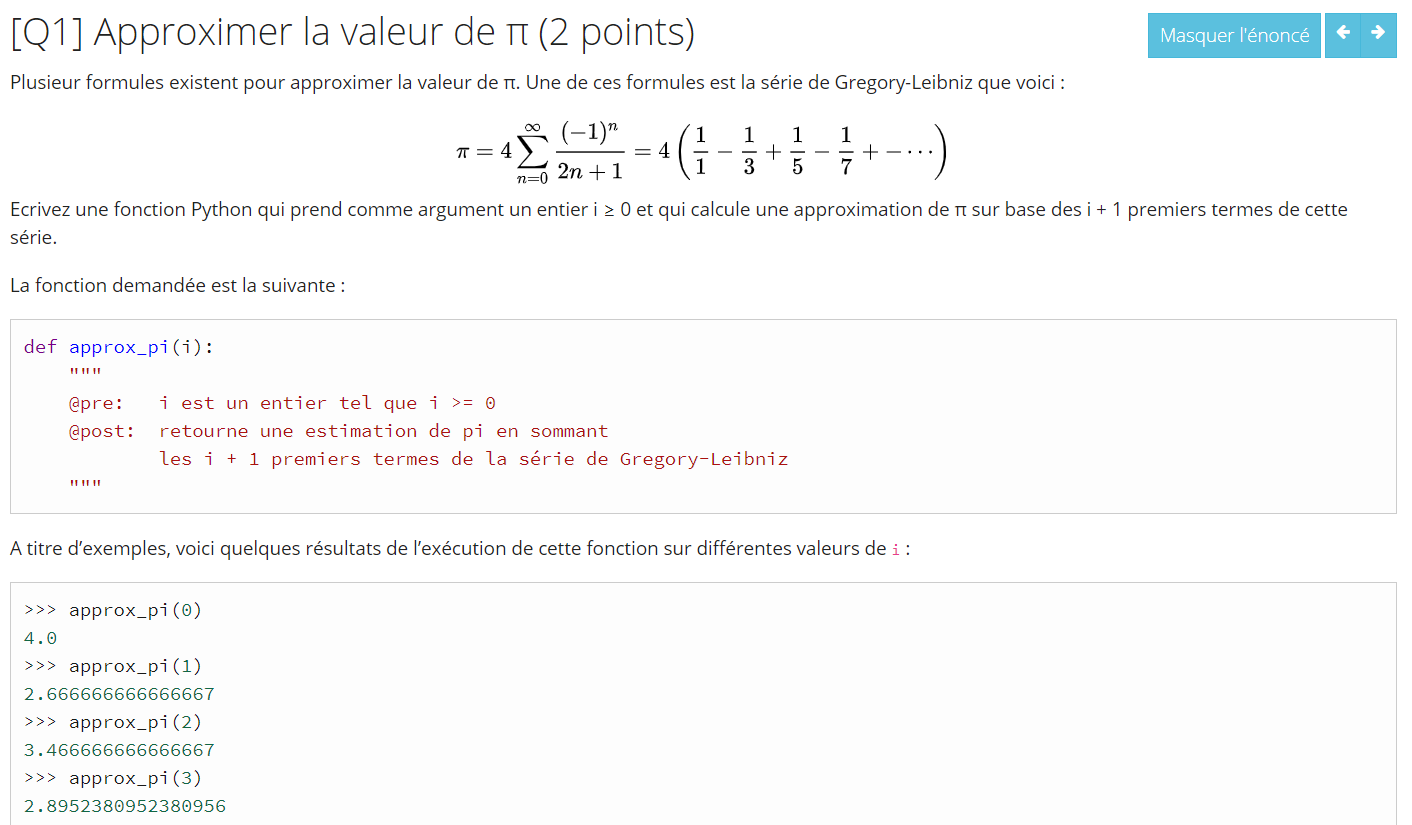 [Q1] Approximer la valeur de π (2 points)
Masquer l'énoncé
Plusieur formules existent pour approximer la valeur de π. Une de ces formules est la série de Gregory-Leibniz que voici :
π = 4 ∑_{n=0}^{∞} (−1)^n / (2n + 1) = 4 (1/1 − 1/3 + 1/5 − 1/7 + − ⋯)
Ecrivez une fonction Python qui prend comme argument un entier i ≥ 0 et qui calcule une approximation de π sur base des i + 1 premiers termes de cette
série.
La fonction demandée est la suivante :
def approx_pi(i):
    """
    @pre:   i est un entier tel que i >= 0
    @post:  retourne une estimation de pi en sommant
            les i + 1 premiers termes de la série de Gregory-Leibniz
    """
A titre d’exemples, voici quelques résultats de l’exécution de cette fonction sur différentes valeurs de i :
>>> approx_pi(0)
4.0
>>> approx_pi(1)
2.666666666666667
>>> approx_pi(2)
3.466666666666667
>>> approx_pi(3)
2.8952380952380956